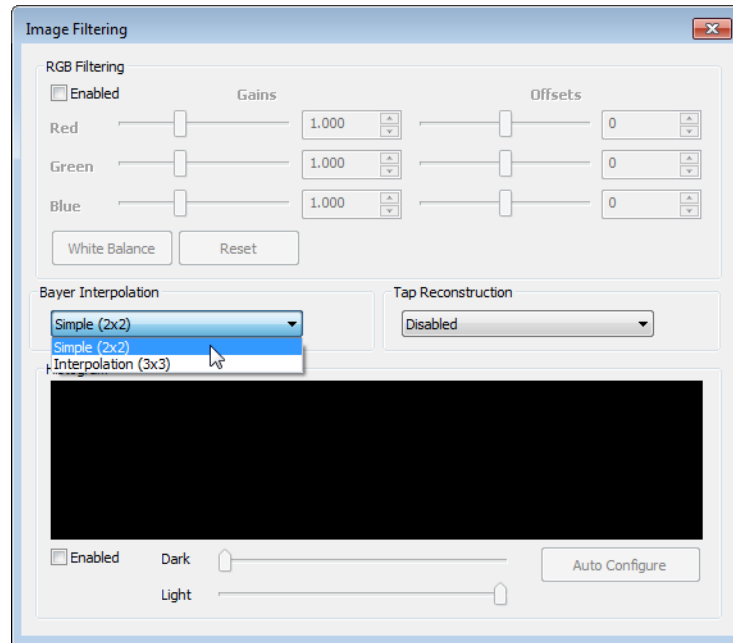 Image Filtering
RGB Filtering
Enabled Gains Offsets
Red 1.000 0
Green 1.000 0
Blue 1.000 0
White Balance Reset
Bayer Interpolation Tap Reconstruction
Simple (2x2) Disabled
Simple (2x2)
Interpolation (3x3)
Enabled Dark Auto Configure
Light